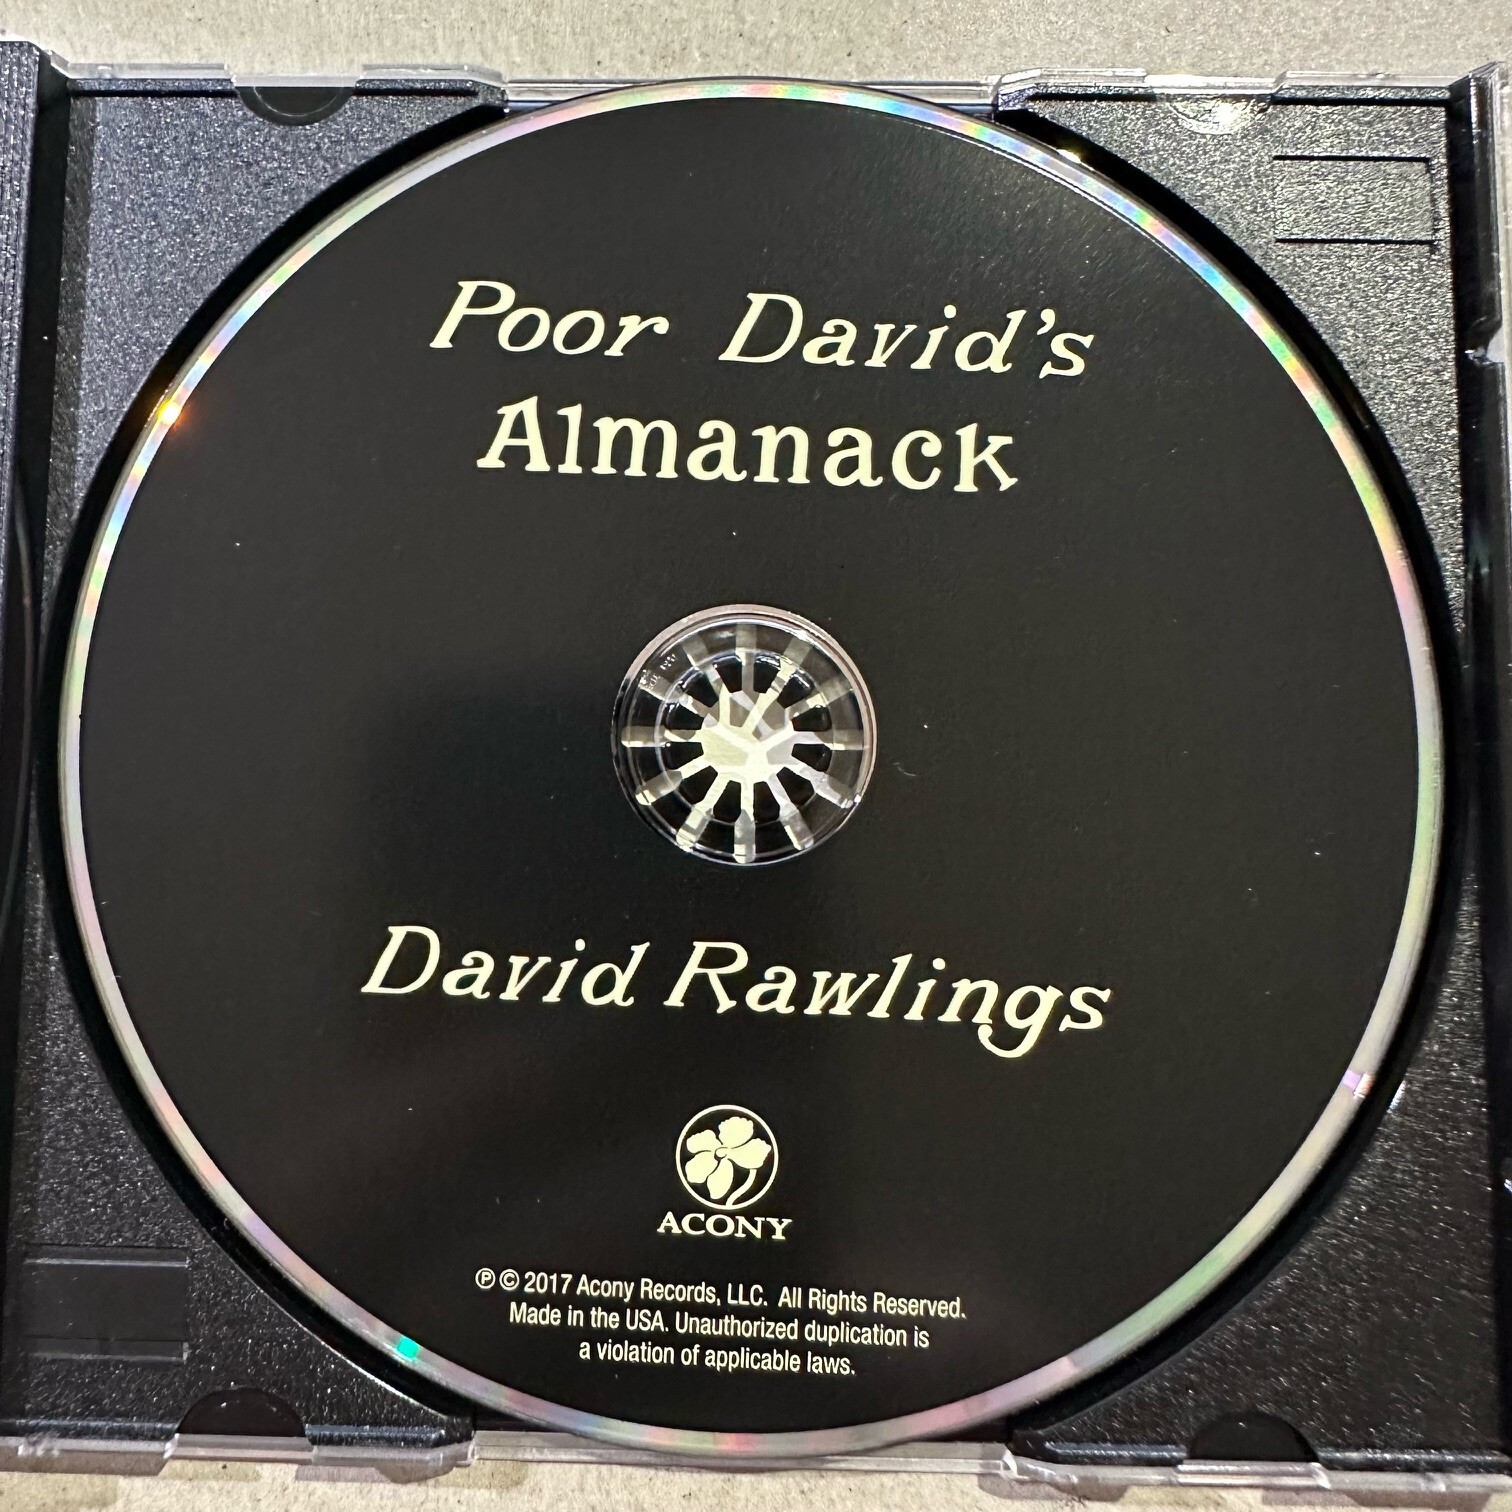 Poor David's
Almanack
David Rawlings
ACONY
℗ © 2017 Acony Records, LLC. All Rights Reserved.
Made in the USA. Unauthorized duplication is
a violation of applicable laws.